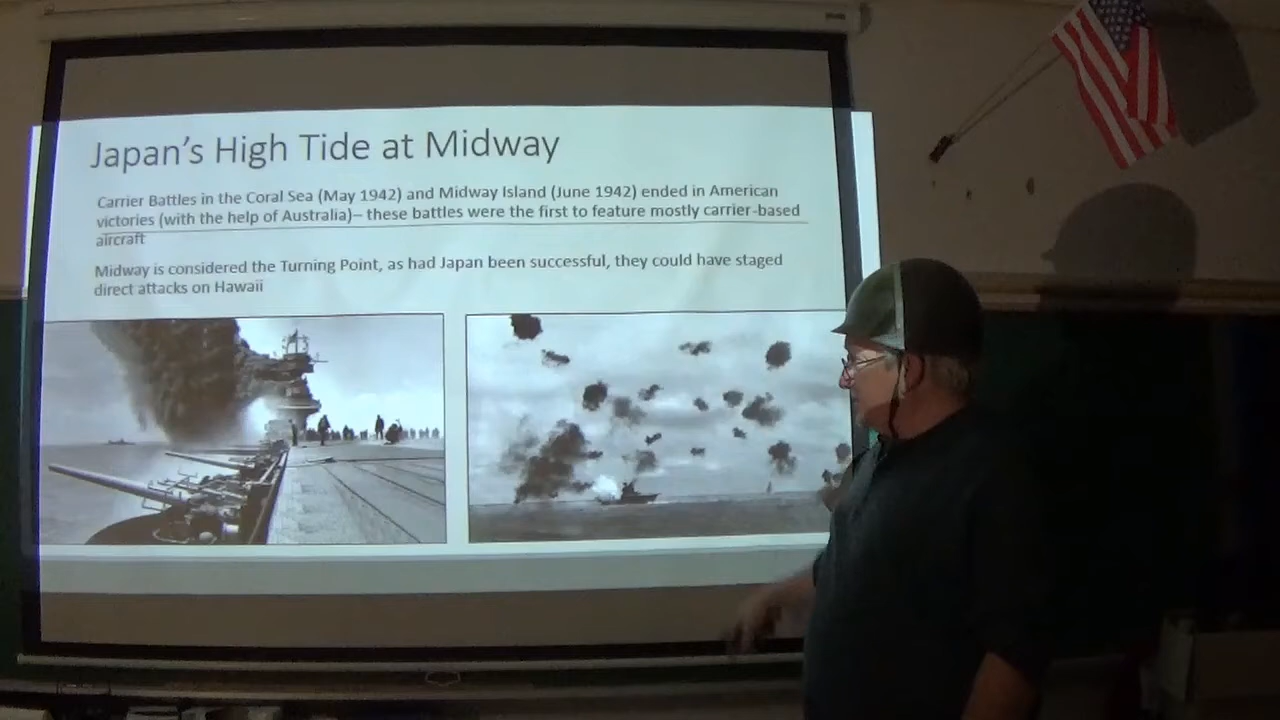 Japan's High Tide at Midway
Carrier Battles in the Coral Sea (May 1942) and Midway Island (June 1942) ended in American
victories (with the help of Australia)– these battles were the first to feature mostly carrier-based
aircraft
Midway is considered the Turning Point, as had Japan been successful, they could have staged
direct attacks on Hawaii